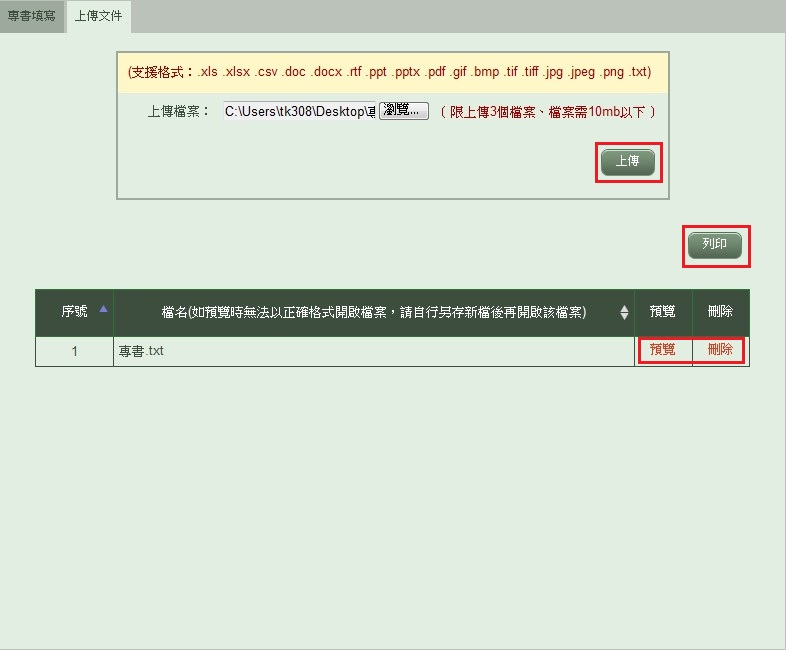 專書填寫 上傳文件
(支援格式：.xls .xlsx .csv .doc .docx .rtf .ppt .pptx .pdf .gif .bmp .tif .tiff .jpg .jpeg .png .txt)
上傳檔案： C:\Users\tk308\Desktop\ 瀏覽... （ 限上傳3個檔案、檔案需10mb以下 ）
上傳
列印
序號 檔名(如預覽時無法以正確格式開啟檔案，請自行另存新檔後再開啟該檔案) 預覽 刪除
1 專書.txt 預覽 刪除